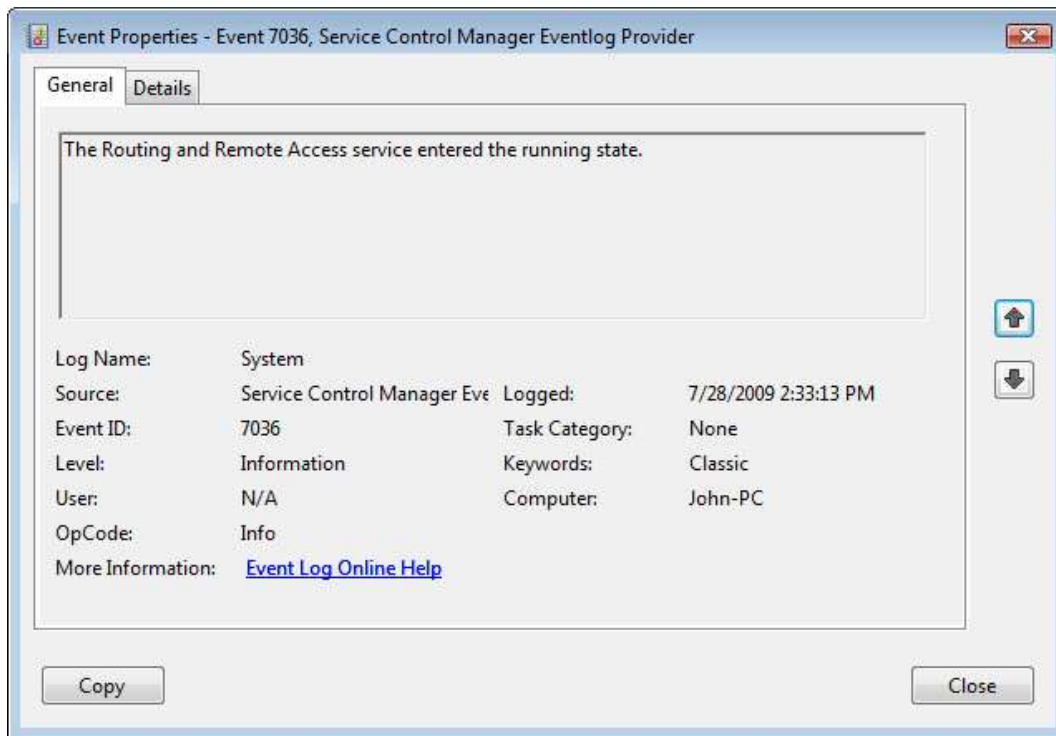 Event Properties - Event 7036, Service Control Manager Eventlog Provider
General Details
The Routing and Remote Access service entered the running state.
Log Name: System
Source: Service Control Manager Eve Logged: 7/28/2009 2:33:13 PM
Event ID: 7036 Task Category: None
Level: Information Keywords: Classic
User: N/A Computer: John-PC
OpCode: Info
More Information: Event Log Online Help
Copy Close